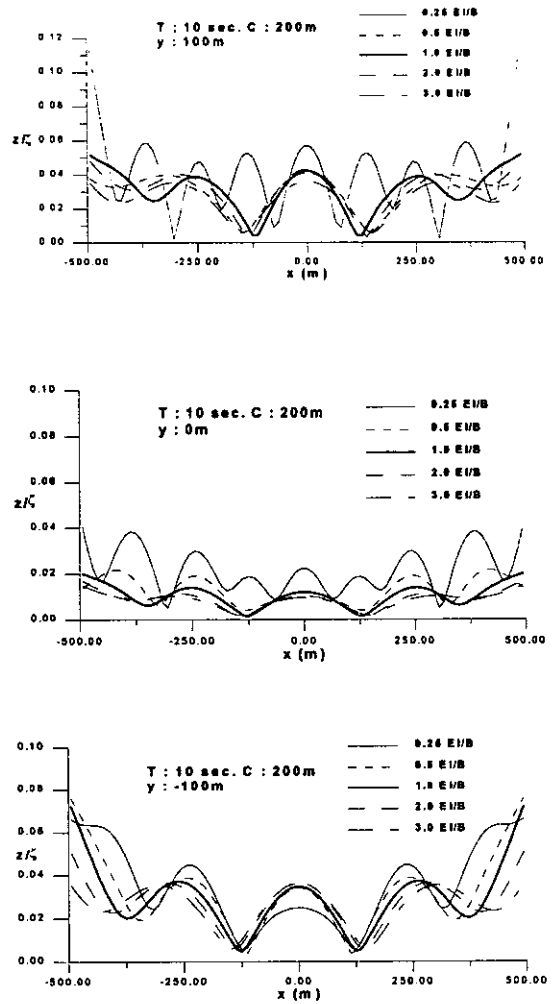 T : 10 sec. C : 200m
y : 100m
0.25 EI/B
0.5 EI/B
1.0 EI/B
2.0 EI/B
3.0 EI/B
z/ζ
0.12
0.10
0.08
0.06
0.04
0.02
0.00
-500.00 -250.00 0.00 250.00 500.00
x (m)
T : 10 sec. C : 200m
y : 0m
0.25 EI/B
0.5 EI/B
1.0 EI/B
2.0 EI/B
3.0 EI/B
z/ζ
0.10
0.08
0.06
0.04
0.02
0.00
-500.00 -250.00 0.00 250.00 500.00
x (m)
T : 10 sec. C : 200m
y : -100m
0.25 EI/B
0.5 EI/B
1.0 EI/B
2.0 EI/B
3.0 EI/B
z/ζ
0.10
0.08
0.06
0.04
0.02
0.00
-500.00 -250.00 0.00 250.00 500.00
x (m)